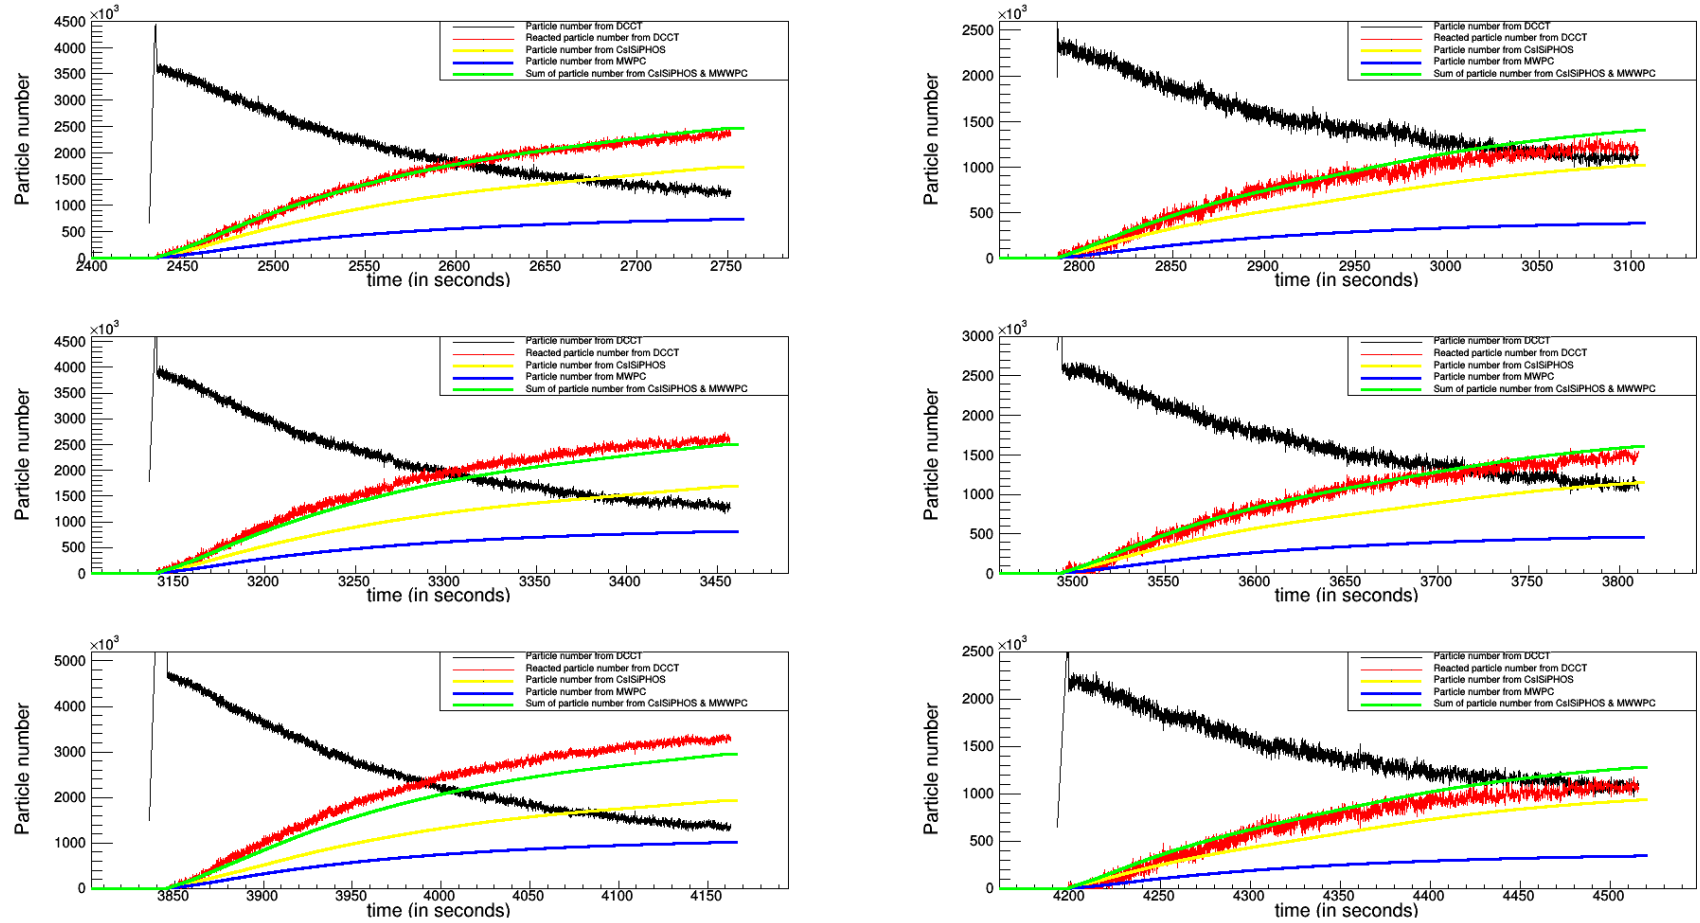 ×10³
4500
4000
3500
3000
2500
2000
1500
1000
500
0
Particle number
Particle number from DCCT
Reacted particle number from DCCT
Particle number from CsISiPHOS
Particle number from MWPC
Sum of particle number from CsISiPHOS & MWWPC
2400 2450 2500 2550 2600 2650 2700 2750
time (in seconds)
×10³
2500
2000
1500
1000
500
0
Particle number
Particle number from DCCT
Reacted particle number from DCCT
Particle number from CsISiPHOS
Particle number from MWPC
Sum of particle number from CsISiPHOS & MWWPC
2800 2850 2900 2950 3000 3050 3100
time (in seconds)
×10³
4500
4000
3500
3000
2500
2000
1500
1000
500
0
Particle number
Particle number from DCCT
Reacted particle number from DCCT
Particle number from CsISiPHOS
Particle number from MWPC
Sum of particle number from CsISiPHOS & MWWPC
3150 3200 3250 3300 3350 3400 3450
time (in seconds)
×10³
3000
2500
2000
1500
1000
500
0
Particle number
Particle number from DCCT
Reacted particle number from DCCT
Particle number from CsISiPHOS
Particle number from MWPC
Sum of particle number from CsISiPHOS & MWWPC
3500 3550 3600 3650 3700 3750 3800
time (in seconds)
×10³
5000
4000
3000
2000
1000
0
Particle number
Particle number from DCCT
Reacted particle number from DCCT
Particle number from CsISiPHOS
Particle number from MWPC
Sum of particle number from CsISiPHOS & MWWPC
3850 3900 3950 4000 4050 4100 4150
time (in seconds)
×10³
2500
2000
1500
1000
500
0
Particle number
Particle number from DCCT
Reacted particle number from DCCT
Particle number from CsISiPHOS
Particle number from MWPC
Sum of particle number from CsISiPHOS & MWWPC
4200 4250 4300 4350 4400 4450 4500
time (in seconds)